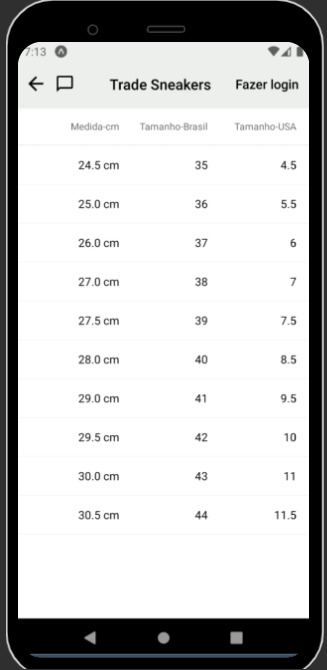 7:13
Trade Sneakers Fazer login
Medida-cm Tamanho-Brasil Tamanho-USA
24.5 cm 35 4.5
25.0 cm 36 5.5
26.0 cm 37 6
27.0 cm 38 7
27.5 cm 39 7.5
28.0 cm 40 8.5
29.0 cm 41 9.5
29.5 cm 42 10
30.0 cm 43 11
30.5 cm 44 11.5